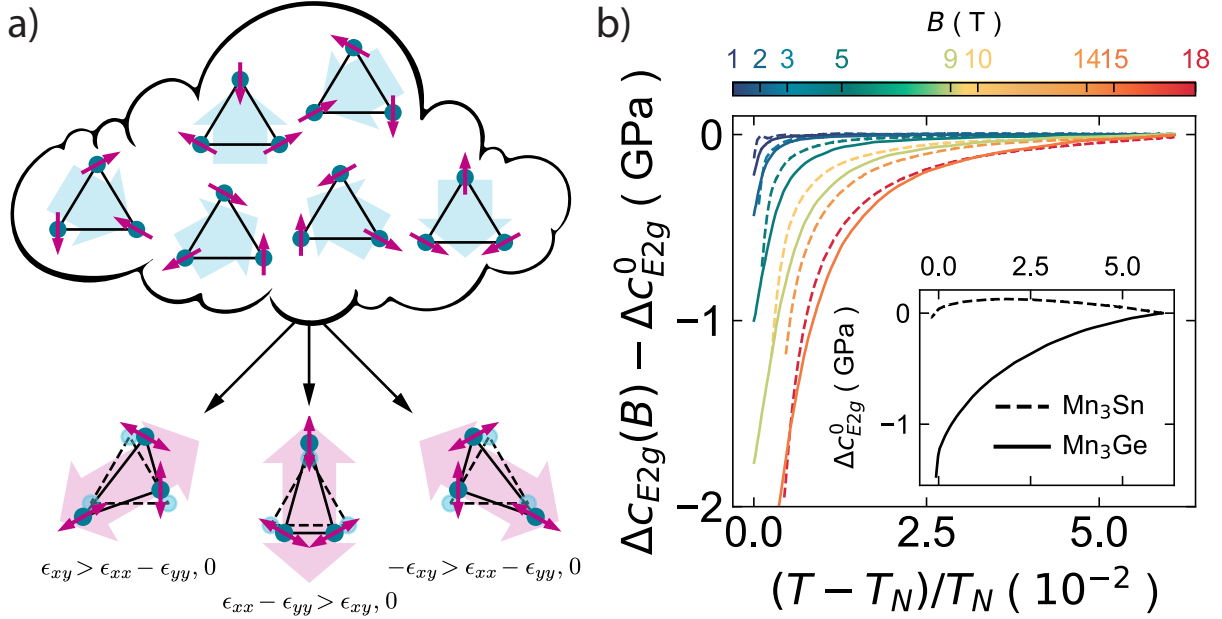 a)
ϵxy > ϵxx − ϵyy, 0
ϵxx − ϵyy > ϵxy, 0
−ϵxy > ϵxx − ϵyy, 0
b)
B ( T )
1 2 3 5 9 10 14 15 18
ΔcE2g(B) − Δc⁰E2g ( GPa )
0
−1
−2
0.0 2.5 5.0
(T − TN)/TN ( 10⁻² )
0.0 2.5 5.0
Δc⁰E2g ( GPa )
0
−1
Mn₃Sn
Mn₃Ge